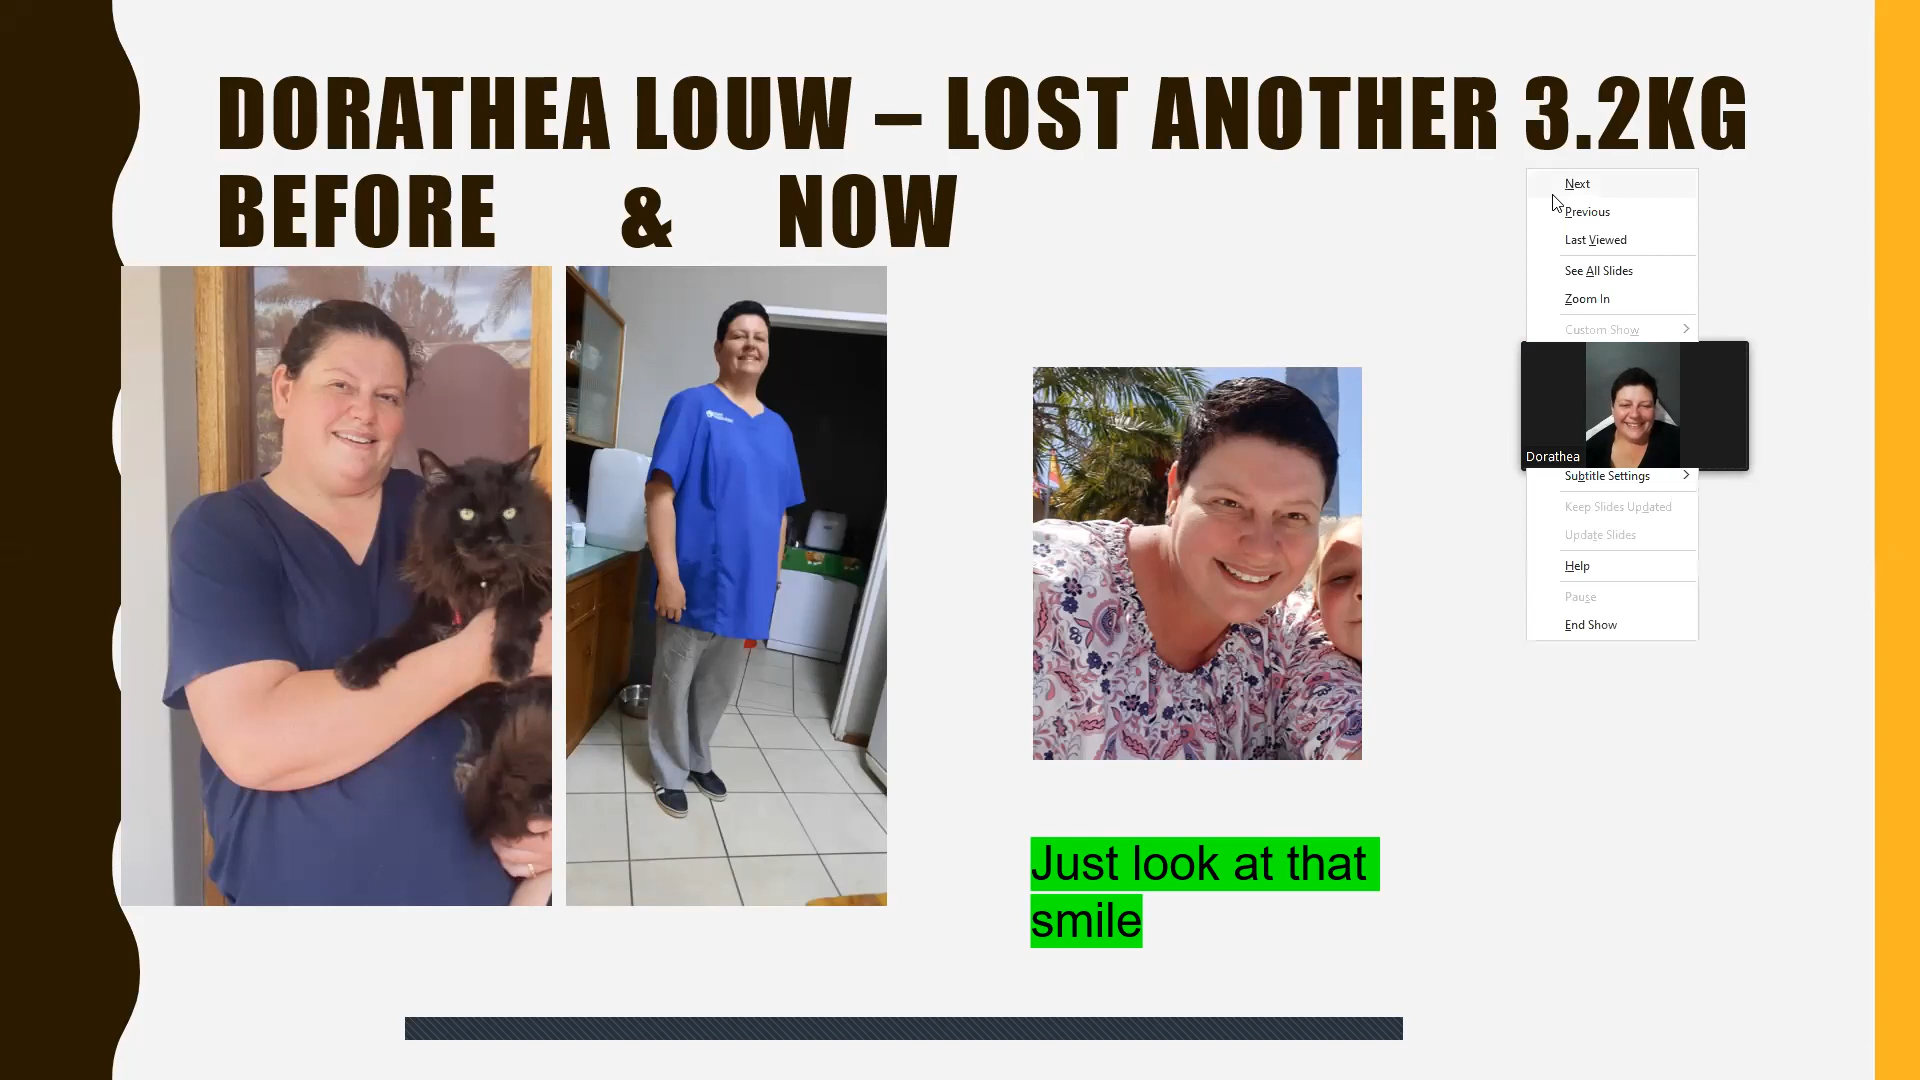 DORATHEA LOUW – LOST ANOTHER 3.2KG
BEFORE & NOW
Next
Previous
Last Viewed
See All Slides
Zoom In
Custom Show
Dorathea
Subtitle Settings
Keep Slides Updated
Update Slides
Help
Pause
End Show
Just look at that
smile